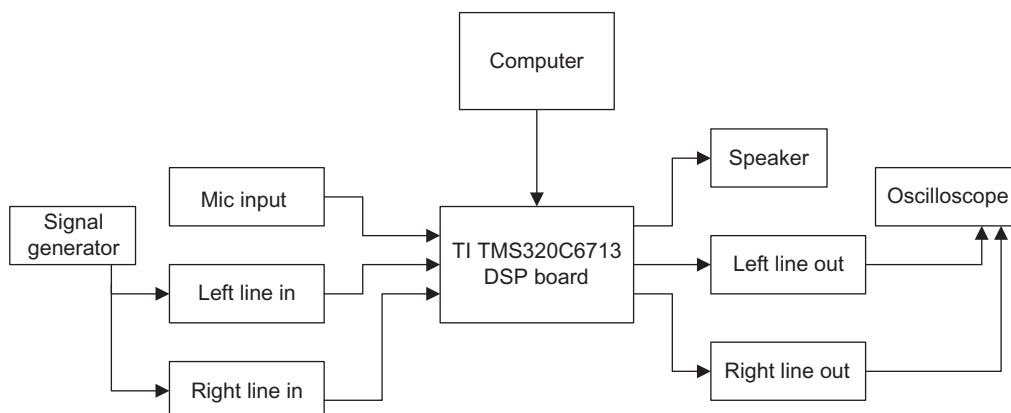 Computer
Speaker
Mic input
Oscilloscope
Signal
generator
TI TMS320C6713
DSP board
Left line in
Left line out
Right line in
Right line out